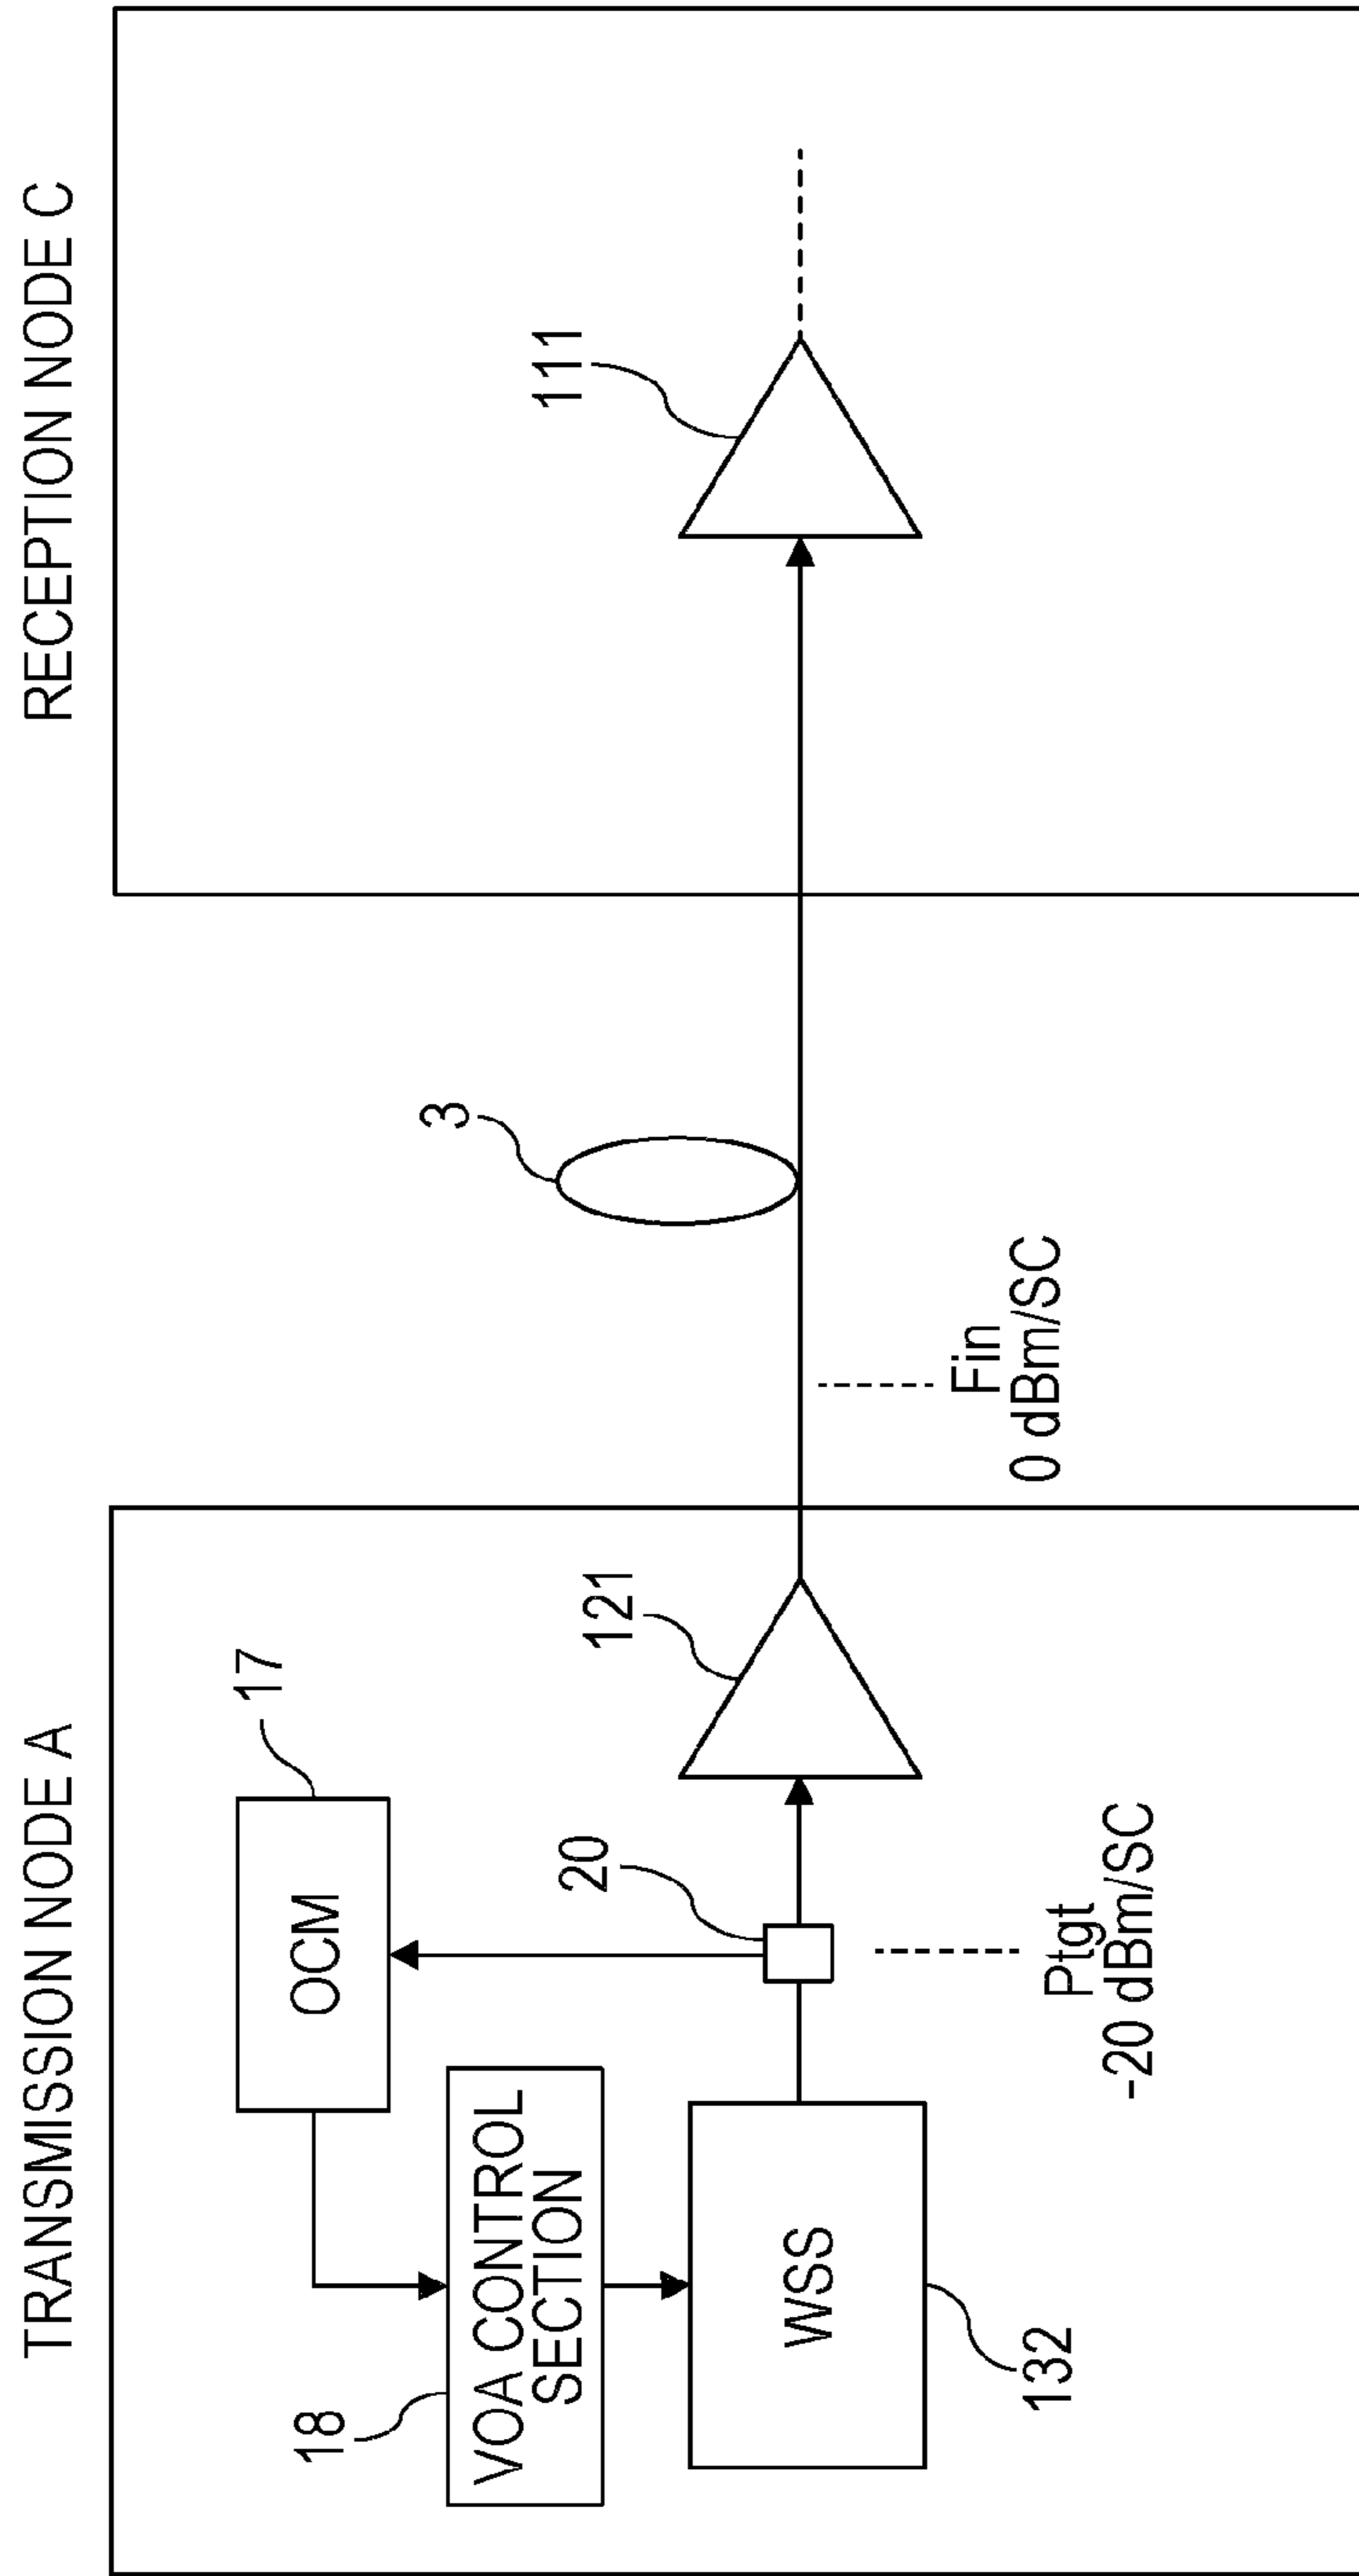 TRANSMISSION NODE A
RECEPTION NODE C
17
OCM
18
VOA CONTROL
SECTION
3
111
20
121
WSS
132
Ptgt
-20 dBm/SC
Fin
0 dBm/SC